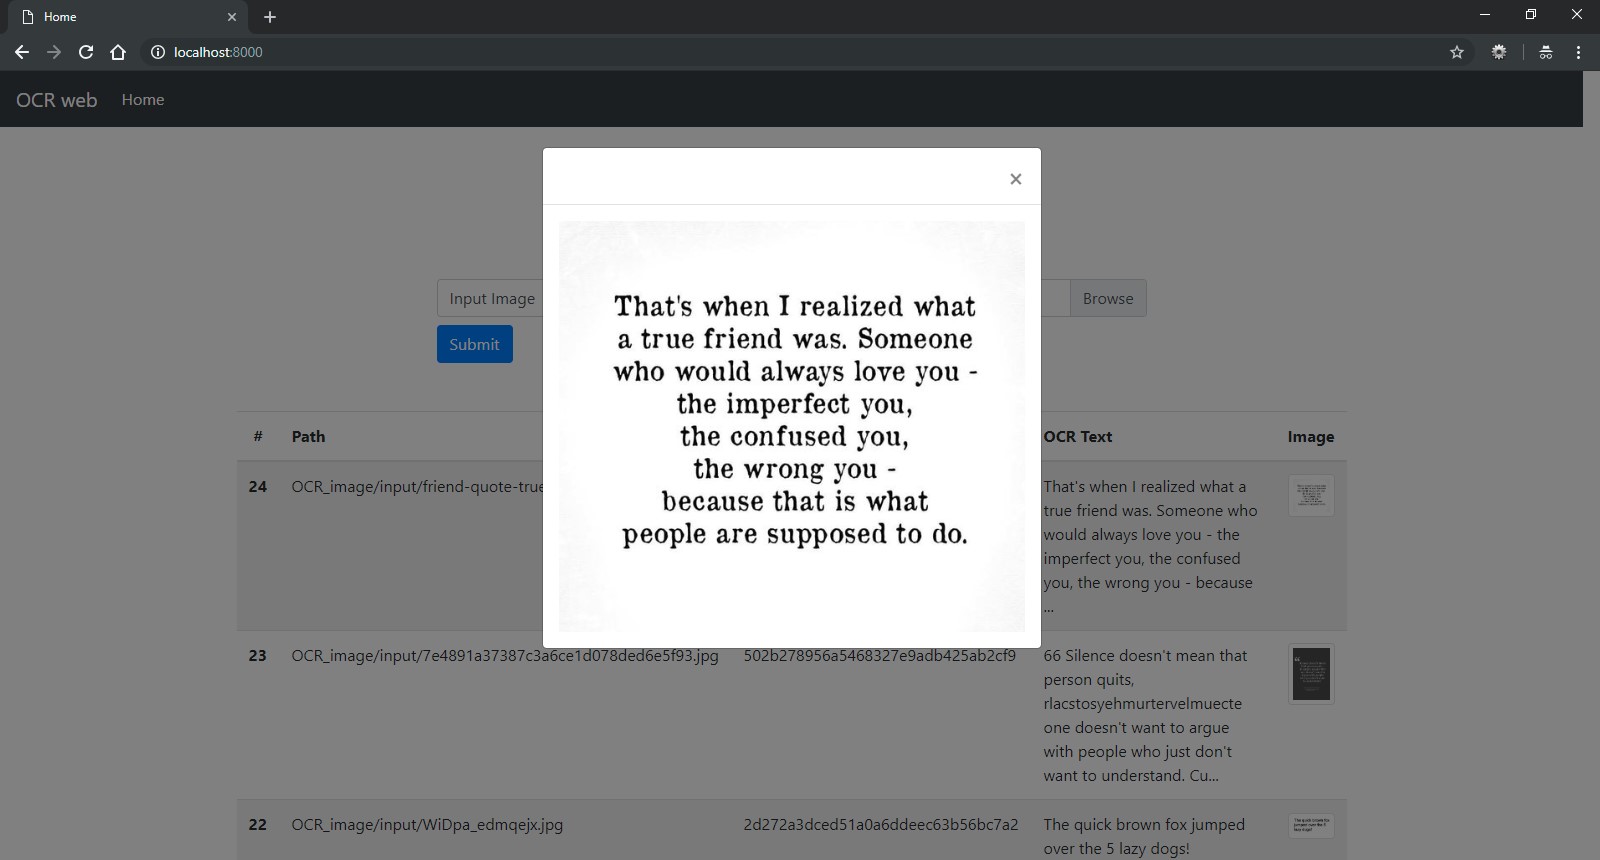 Home
localhost:8000
OCR web Home
That's when I realized what
a true friend was. Someone
who would always love you -
the imperfect you,
the confused you,
the wrong you -
because that is what
people are supposed to do.
Input Image Browse
Submit
# Path OCR Text Image
24 OCR_image/input/friend-quote-true That's when I realized what a
true friend was. Someone who
would always love you - the
imperfect you, the confused
you, the wrong you - because
...
23 OCR_image/input/7e4891a37387c3a6ce1d078ded6e5f93.jpg 502b278956a5468327e9adb425ab2cf9 66 Silence doesn't mean that
person quits,
rlacstosyehmurtervelmuecte
one doesn't want to argue
with people who just don't
want to understand. Cu...
22 OCR_image/input/WiDpa_edmqejx.jpg 2d272a3dced51a0a6ddeec63b56bc7a2 The quick brown fox jumped
over the 5 lazy dogs!